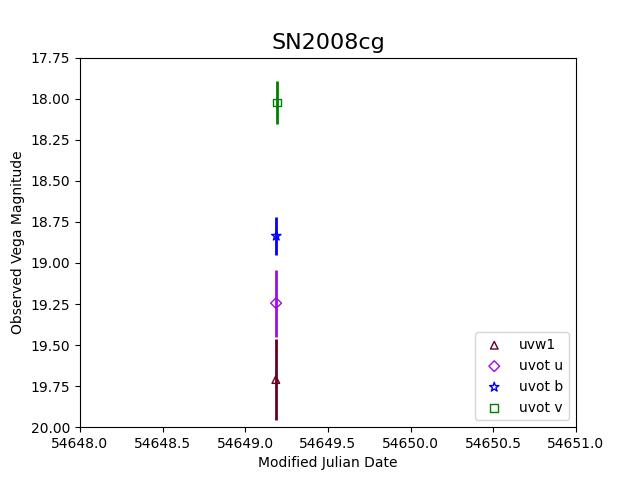 SN2008cg
17.75
18.00
18.25
18.50
18.75
19.00
19.25
19.50
19.75
20.00
Observed Vega Magnitude
uvw1
uvot u
uvot b
uvot v
54648.0 54648.5 54649.0 54649.5 54650.0 54650.5 54651.0
Modified Julian Date